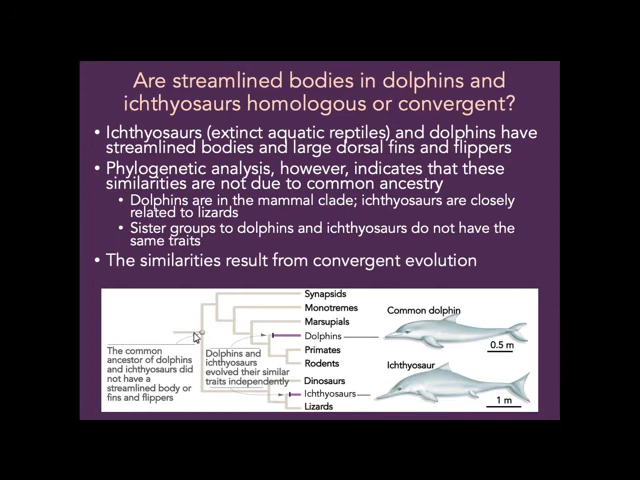 Are streamlined bodies in dolphins and
ichthyosaurs homologous or convergent?
• Ichthyosaurs (extinct aquatic reptiles) and dolphins have
streamlined bodies and large dorsal fins and flippers
• Phylogenetic analysis, however, indicates that these
similarities are not due to common ancestry
• Dolphins are in the mammal clade; ichthyosaurs are closely
related to lizards
• Sister groups to dolphins and ichthyosaurs do not have the
same traits
• The similarities result from convergent evolution
Synapsids
Monotremes
Marsupials
Dolphins
Primates
Rodents
Dinosaurs
Ichthyosaurs
Lizards
The common
ancestor of dolphins
and ichthyosaurs did
not have a
streamlined body or
fins and flippers
Dolphins and
ichthyosaurs
evolved their similar
traits independently
Common dolphin
0.5 m
Ichthyosaur
1 m